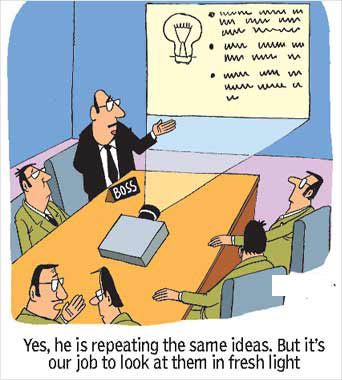 BOSS
Yes, he is repeating the same ideas. But it's
our job to look at them in fresh light